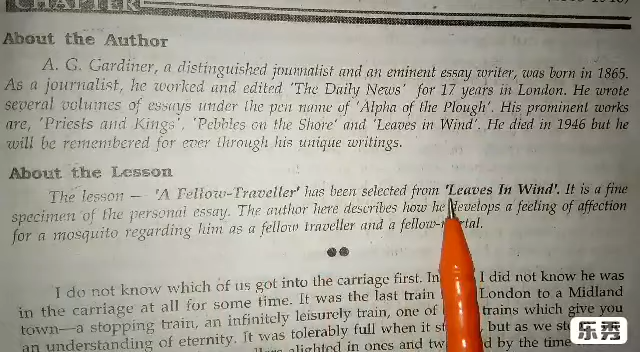 CHAPTER
About the Author
A. G. Gardiner, a distinguished journalist and an eminent essay writer, was born in 1865.
As a journalist, he worked and edited 'The Daily News' for 17 years in London. He wrote
several volumes of essays under the pen name of 'Alpha of the Plough'. His prominent works
are, 'Priests and Kings', 'Pebbles on the Shore' and 'Leaves in Wind'. He died in 1946 but he
will be remembered for ever through his unique writings.
About the Lesson
The lesson – 'A Fellow-Traveller' has been selected from 'Leaves In Wind'. It is a fine
specimen of the personal essay. The author here describes how he develops a feeling of affection
for a mosquito regarding him as a fellow traveller and a
I do not know which of us got into the carriage first. I did not know he was
in the carriage at all for some time. It was the last train London to a Midland
town—a stopping train, an infinitely leisurely train, one of trains which give you
an understanding of eternity. It was tolerably full when it but as we
alighted in ones and by the time
乐秀